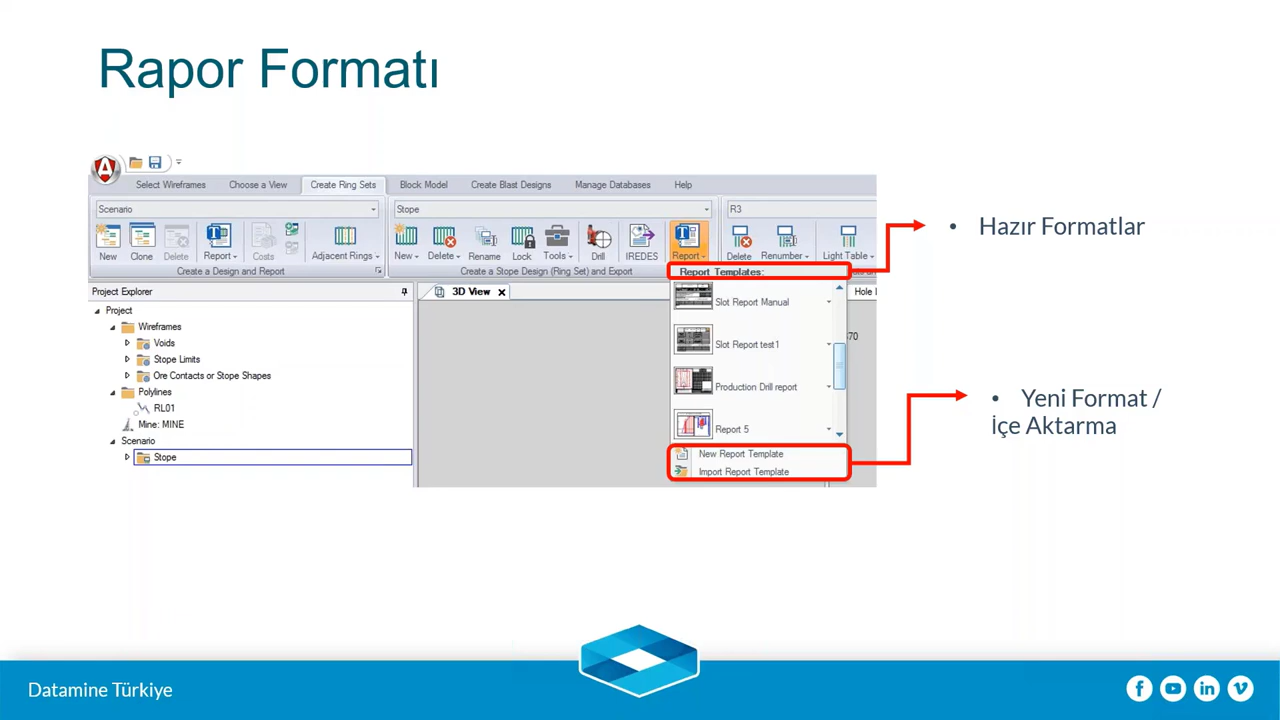 Rapor Formatı
Select Wireframes Choose a View Create Ring Sets Block Model Create Blast Designs Manage Databases Help
Scenario Stope R3
New Clone Delete Report Costs Adjacent Rings New Delete Rename Lock Tools Drill IREDES Report Delete Renumber Light Table
Create a Design and Report Create a Stope Design (Ring Set) and Export
Report Templates:
Project Explorer
3D View
Hole L
Project
Wireframes
Voids
Stope Limits
Ore Contacts or Stope Shapes
Polylines
RL01
Mine: MINE
Scenario
Stope
Slot Report Manual
Slot Report test1
Production Drill report
Report 5
New Report Template
Import Report Template
• Hazır Formatlar
• Yeni Format /
İçe Aktarma
Datamine Türkiye